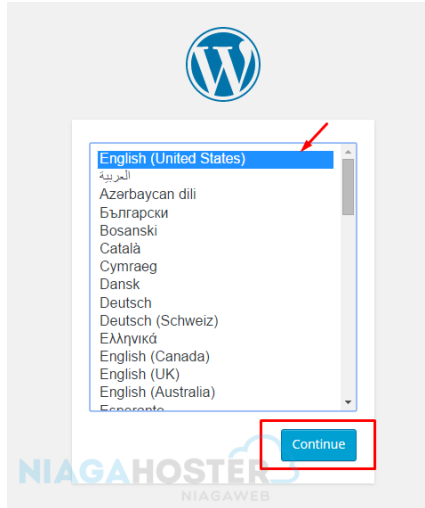 English (United States)
العربية
Azərbaycan dili
Български
Bosanski
Català
Cymraeg
Dansk
Deutsch
Deutsch (Schweiz)
Ελληνικά
English (Canada)
English (UK)
English (Australia)
Esperanto
Continue
NIAGAHOSTER
NIAGAWEB